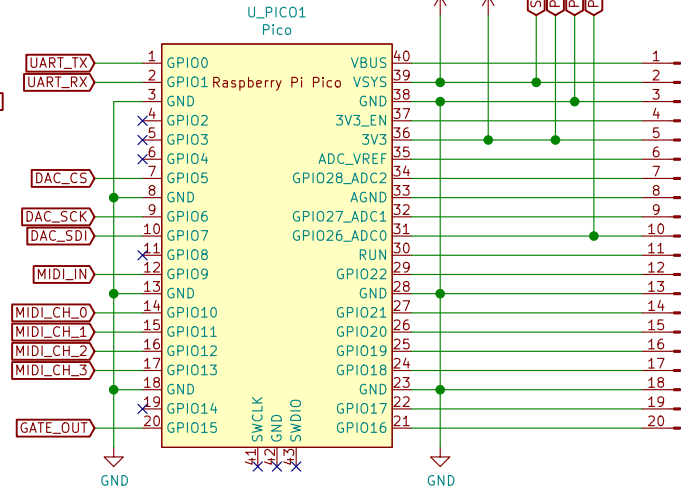 U_PICO1
Pico
S P P P
UART_TX 1 GPIO0 VBUS 40 1
UART_RX 2 GPIO1 Raspberry Pi Pico VSYS 39 2
3 GND GND 38 3
4 GPIO2 3V3_EN 37 4
5 GPIO3 3V3 36 5
6 GPIO4 ADC_VREF 35 6
DAC_CS 7 GPIO5 GPIO28_ADC2 34 7
8 GND AGND 33 8
DAC_SCK 9 GPIO6 GPIO27_ADC1 32 9
DAC_SDI 10 GPIO7 GPIO26_ADC0 31 10
11 GPIO8 RUN 30 11
MIDI_IN 12 GPIO9 GPIO22 29 12
13 GND GND 28 13
MIDI_CH_0 14 GPIO10 GPIO21 27 14
MIDI_CH_1 15 GPIO11 GPIO20 26 15
MIDI_CH_2 16 GPIO12 GPIO19 25 16
MIDI_CH_3 17 GPIO13 GPIO18 24 17
18 GND GND 23 18
19 GPIO14 GPIO17 22 19
GATE_OUT 20 GPIO15 GPIO16 21 20
SWCLK GND SWDIO
41 42 43
GND GND